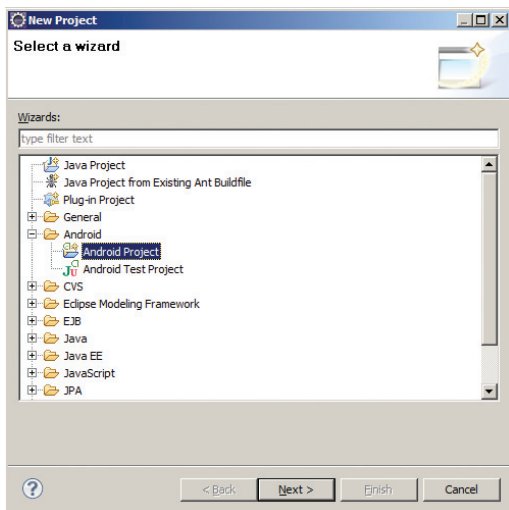 New Project
Select a wizard
Wizards:
type filter text
Java Project
Java Project from Existing Ant Buildfile
Plug-in Project
General
Android
Android Project
Android Test Project
CVS
Eclipse Modeling Framework
EJB
Java
Java EE
JavaScript
JPA
? < Back Next > Finish Cancel